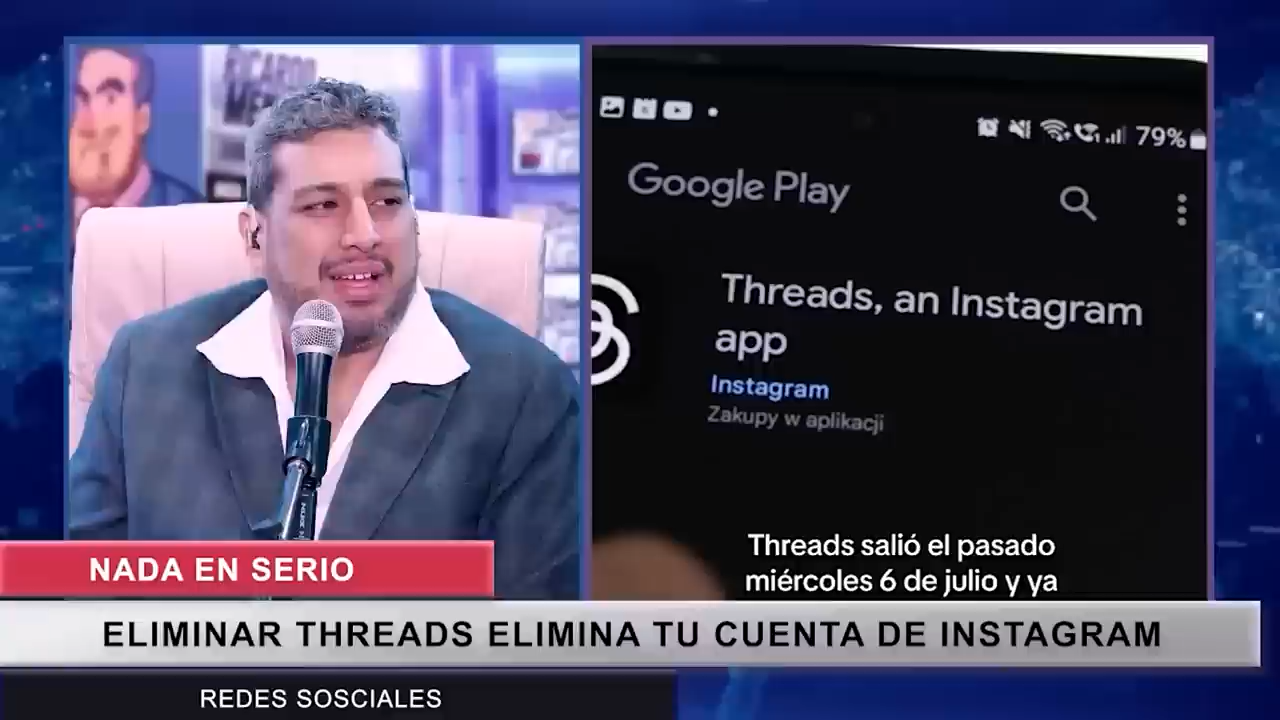 RICARDO
79%
Google Play
Threads, an Instagram
app
Instagram
Zakupy w aplikacji
Threads salió el pasado
miércoles 6 de julio y ya
NADA EN SERIO
ELIMINAR THREADS ELIMINA TU CUENTA DE INSTAGRAM
REDES SOSCIALES